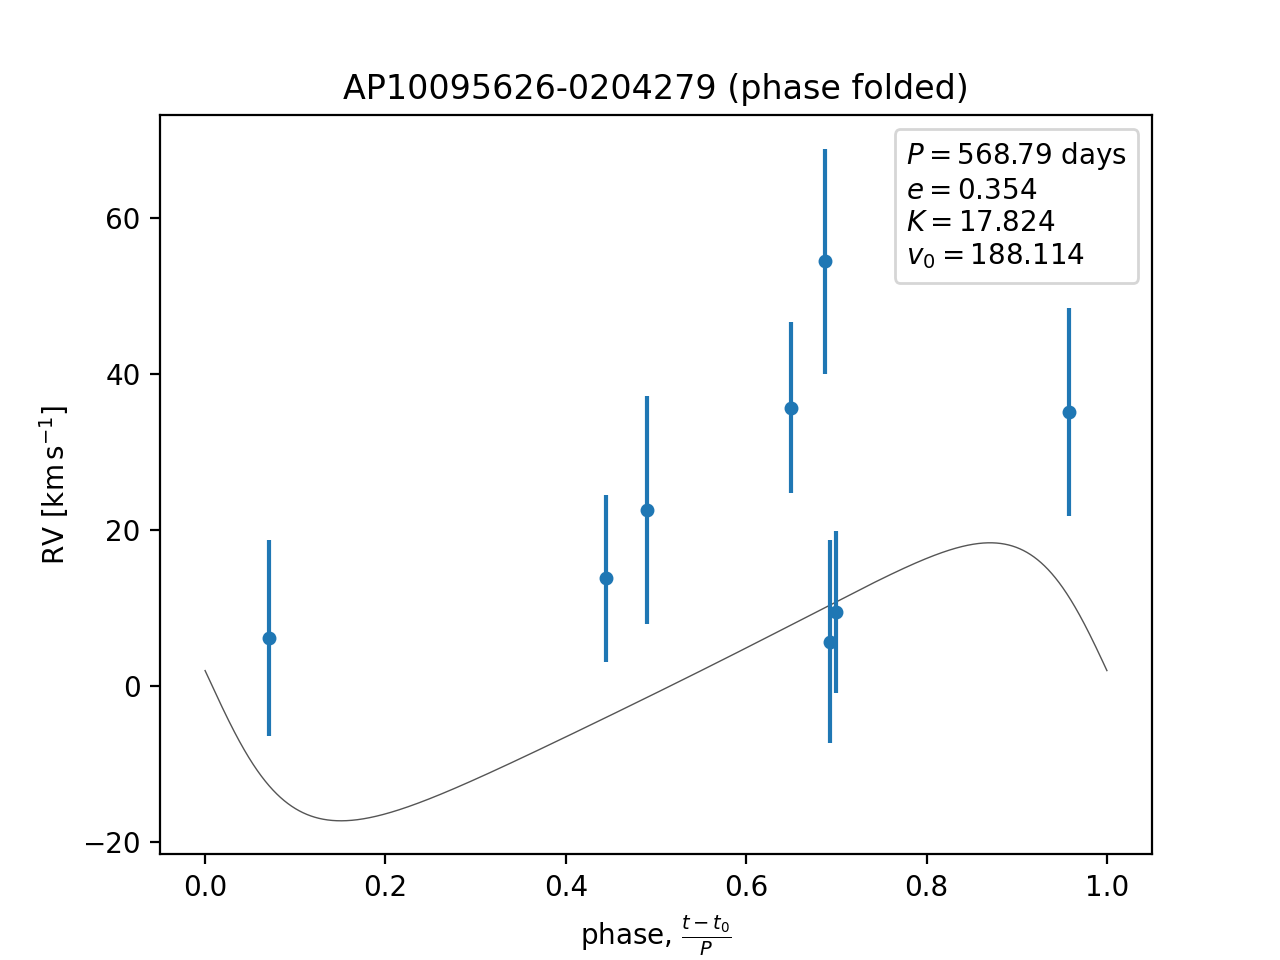 AP10095626-0204279 (phase folded)
P = 568.79 days
e = 0.354
K = 17.824
v₀ = 188.114
RV [km s⁻¹]
60
40
20
0
−20
0.0 0.2 0.4 0.6 0.8 1.0
phase, (t − t₀)/P